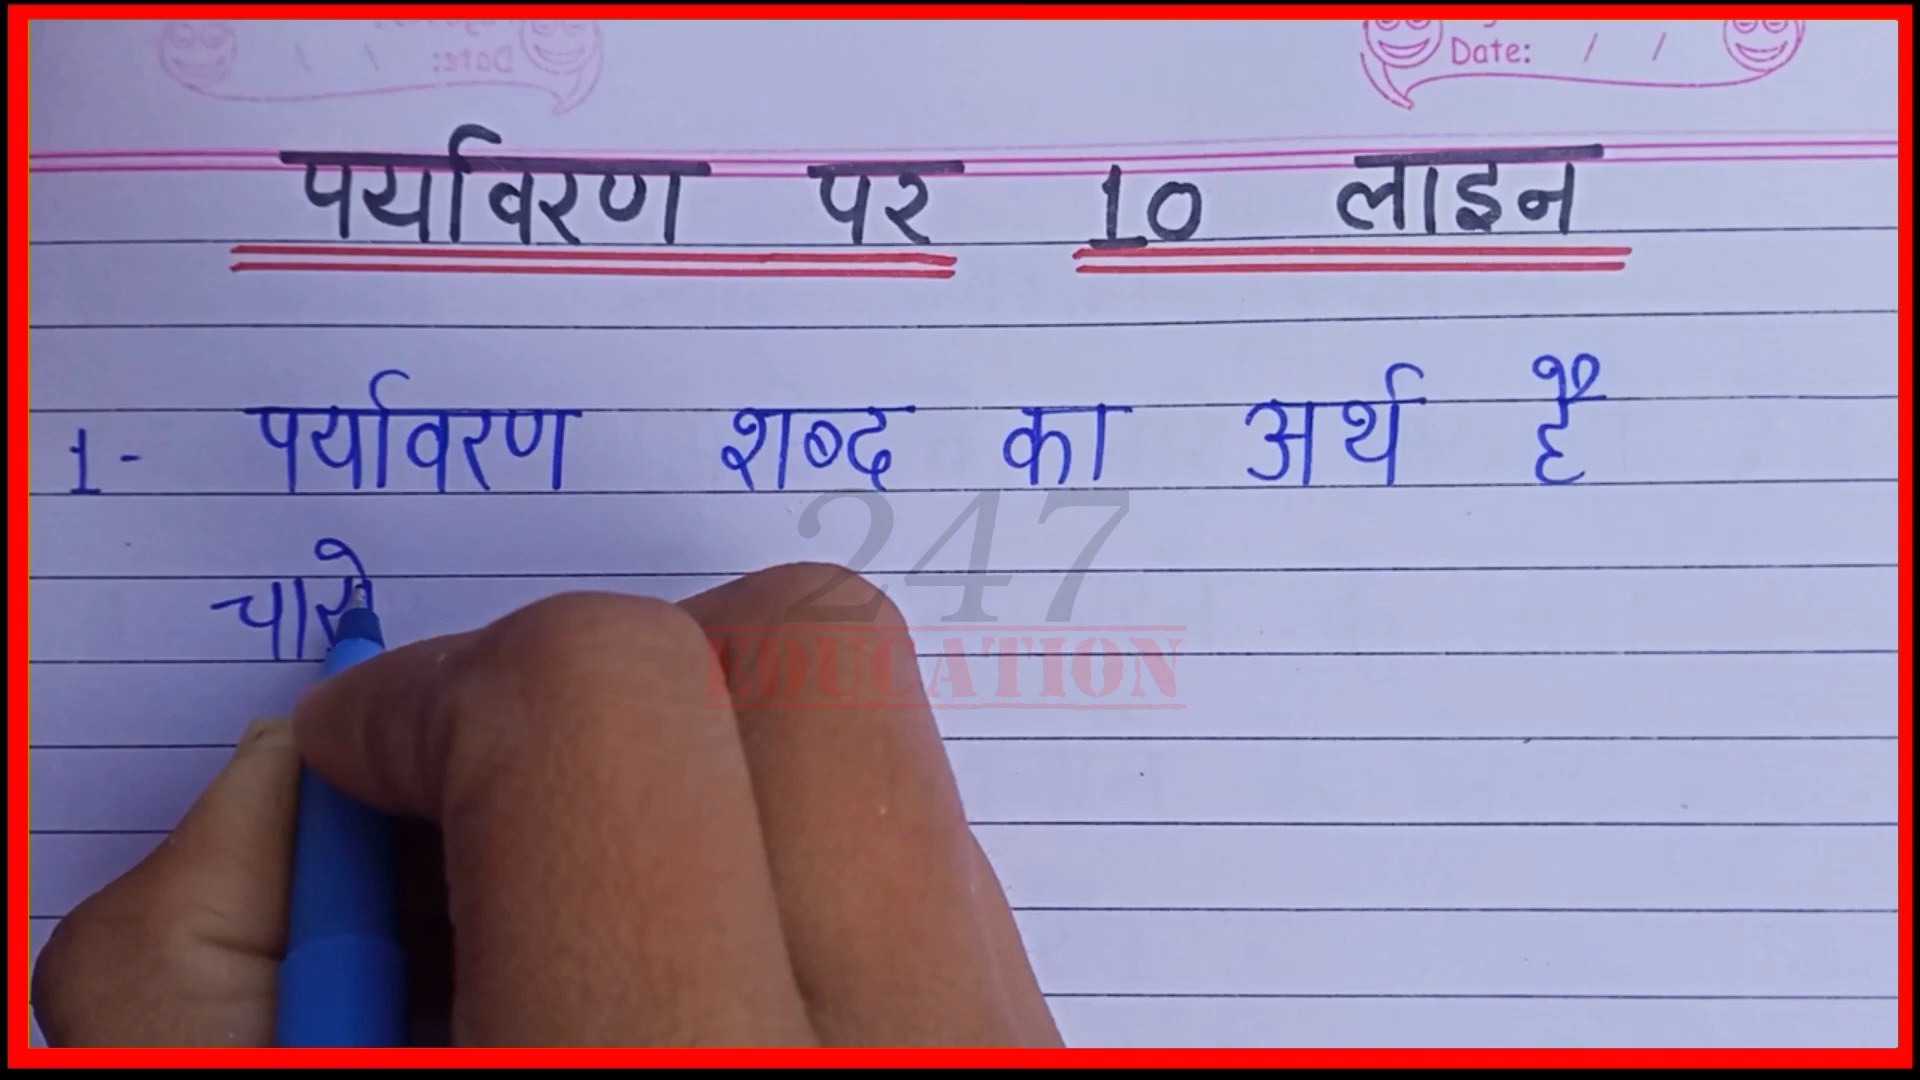 Date: / /
पर्यावरण पर 10 लाइन
1- पर्यावरण शब्द का अर्थ है
247
EDUCATION